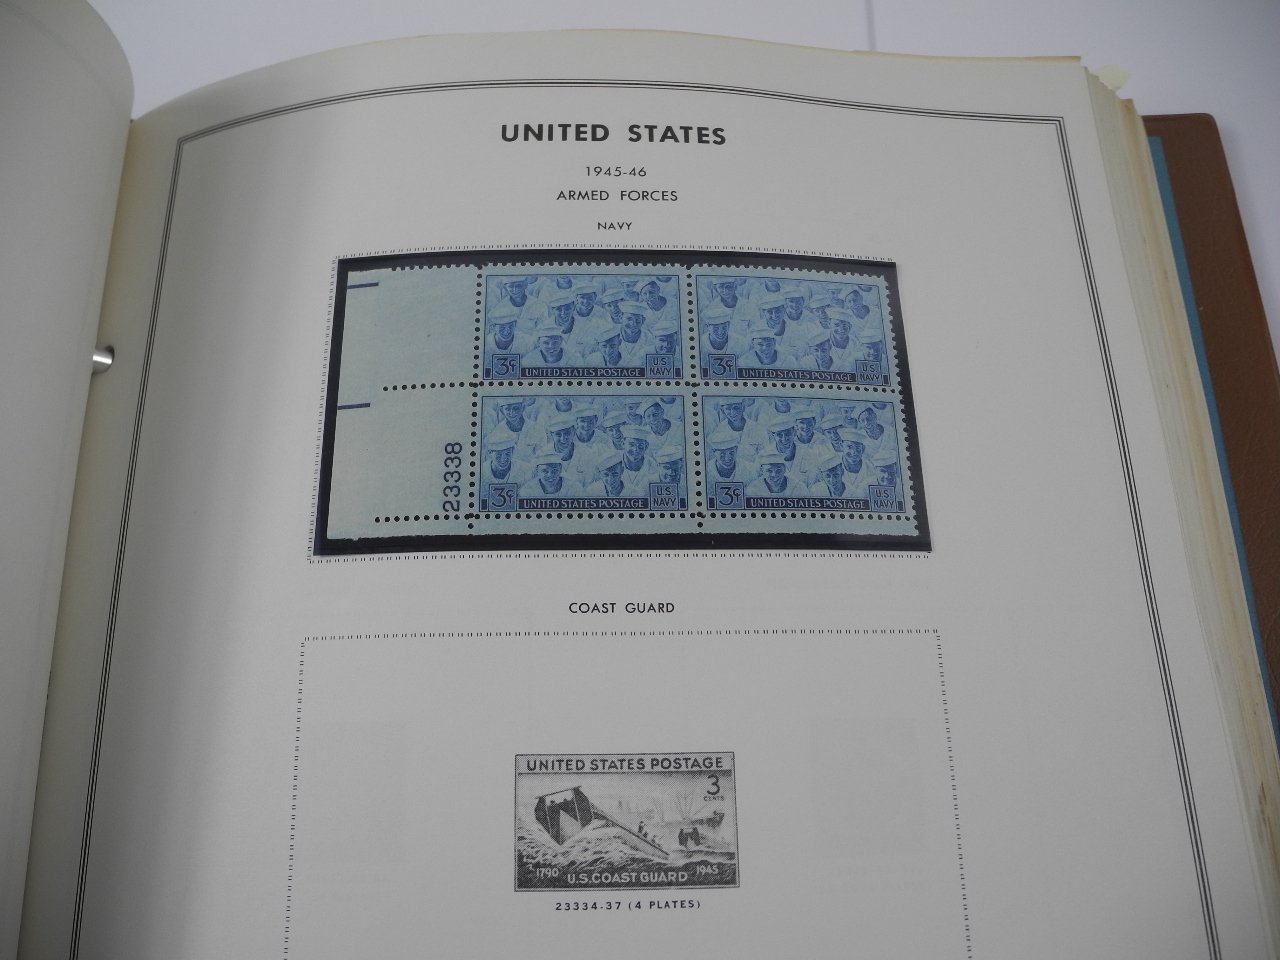 UNITED STATES
1945-46
ARMED FORCES
NAVY
3¢ UNITED STATES POSTAGE U.S. NAVY
3¢ UNITED STATES POSTAGE U.S. NAVY
23338
3¢ UNITED STATES POSTAGE U.S. NAVY
3¢ UNITED STATES POSTAGE U.S. NAVY
COAST GUARD
UNITED STATES POSTAGE
3
CENTS
1790 1945
U.S. COAST GUARD
23334-37 (4 PLATES)